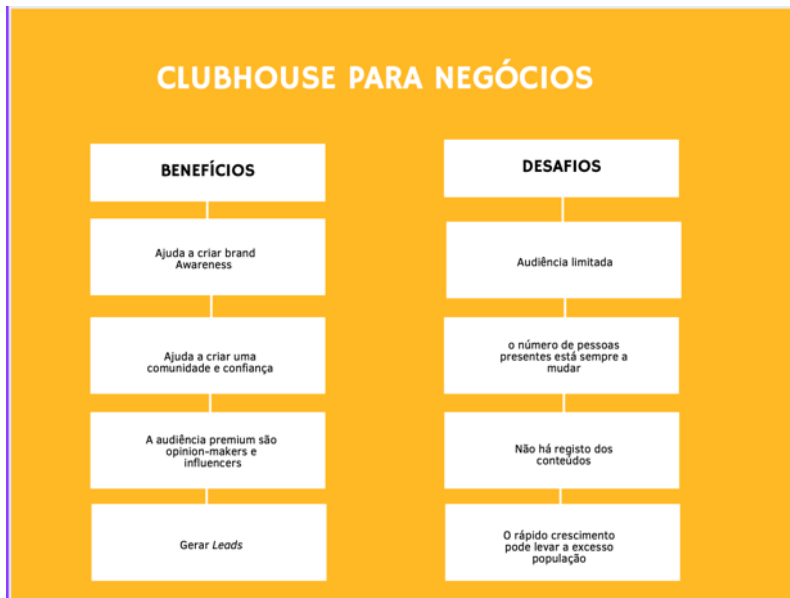 CLUBHOUSE PARA NEGÓCIOS
BENEFÍCIOS
Ajuda a criar brand
Awareness
Ajuda a criar uma
comunidade e confiança
A audiência premium são
opinion-makers e
influencers
Gerar Leads
DESAFIOS
Audiência limitada
o número de pessoas
presentes está sempre a
mudar
Não há registo dos
conteúdos
O rápido crescimento
pode levar a excesso
população